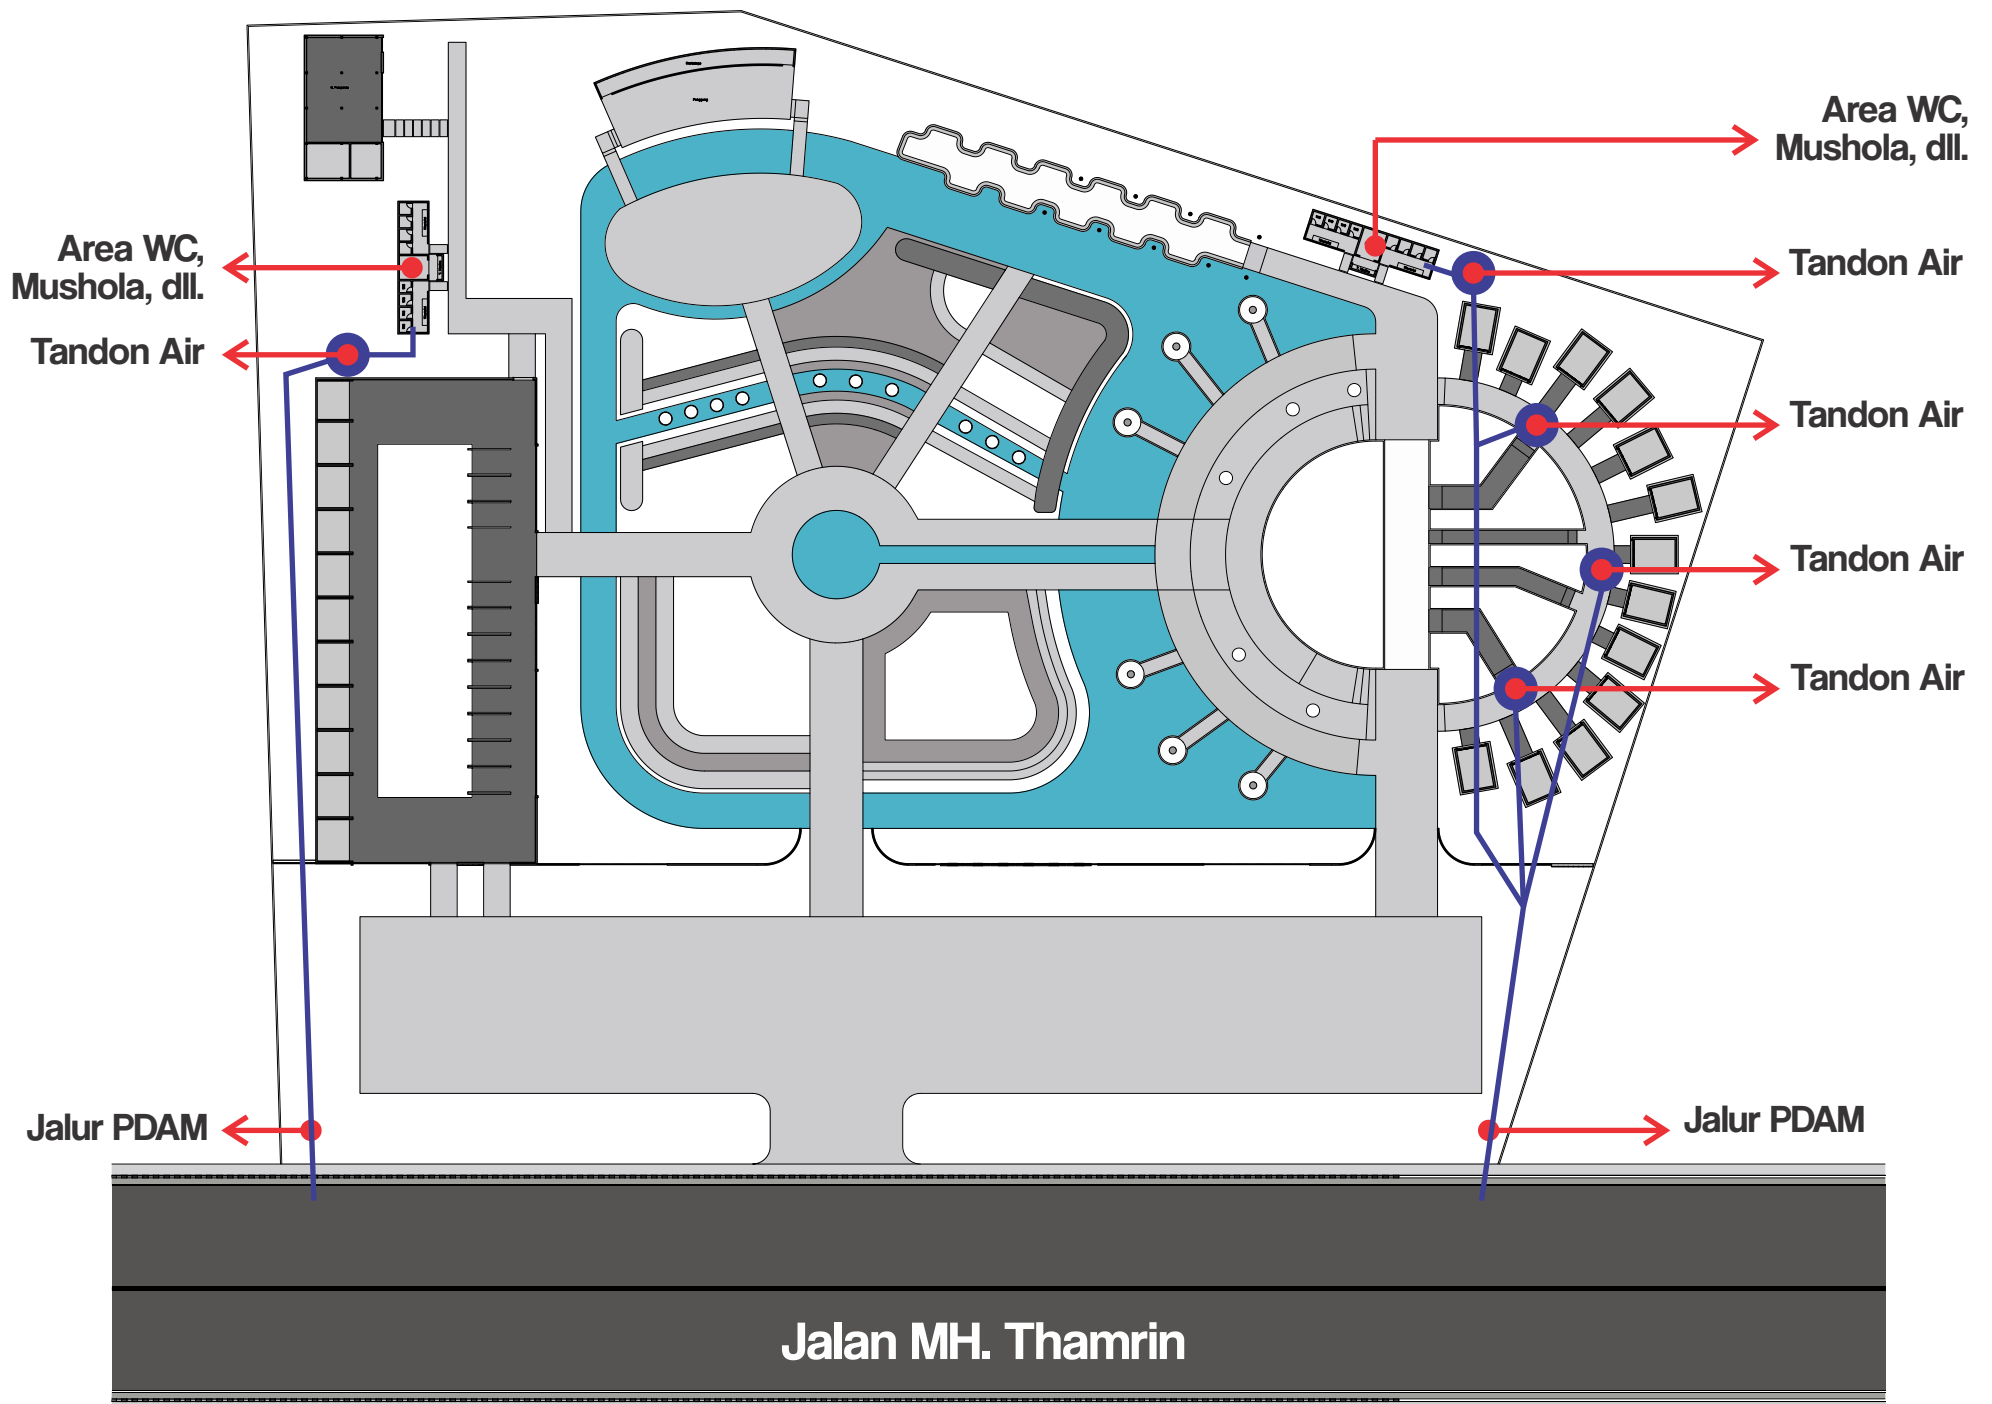 Area WC,
Mushola, dll.
Area WC,
Mushola, dll.
Tandon Air
Tandon Air
Tandon Air
Tandon Air
Tandon Air
Jalur PDAM
Jalur PDAM
Jalan MH. Thamrin